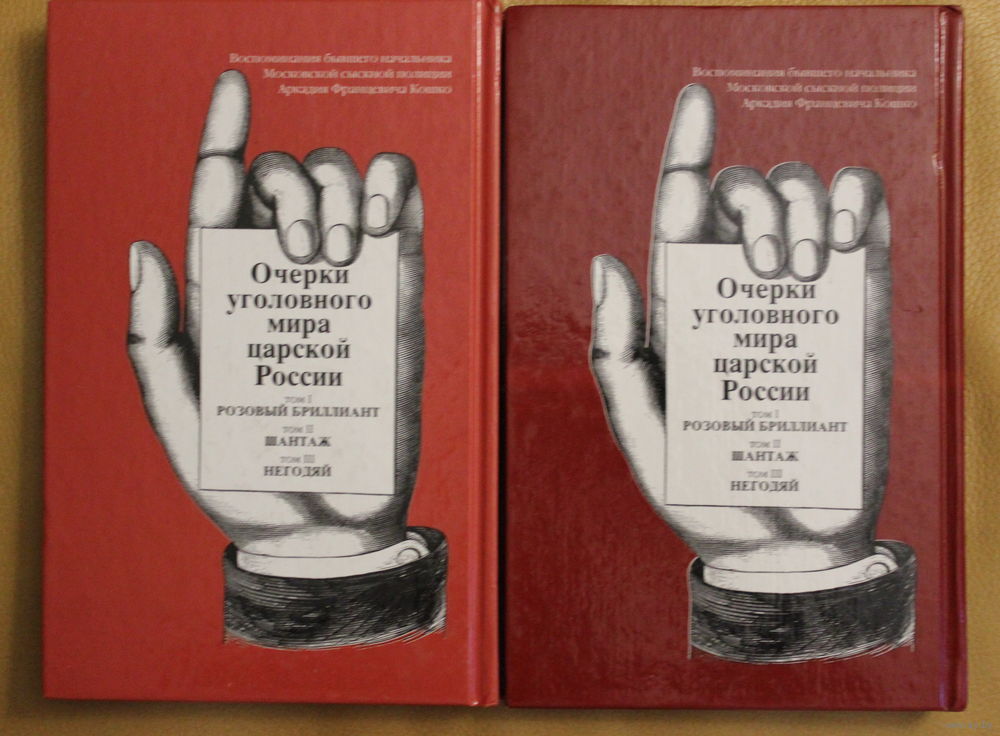 Воспоминания бывшего начальника
Московской сыскной полиции
Аркадия Францевича Кошко
Очерки
уголовного
мира
царской
России
том I
РОЗОВЫЙ БРИЛЛИАНТ
том II
ШАНТАЖ
том III
НЕГОДЯЙ
Воспоминания бывшего начальника
Московской сыскной полиции
Аркадия Францевича Кошко
Очерки
уголовного
мира
царской
России
том I
РОЗОВЫЙ БРИЛЛИАНТ
том II
ШАНТАЖ
том III
НЕГОДЯЙ